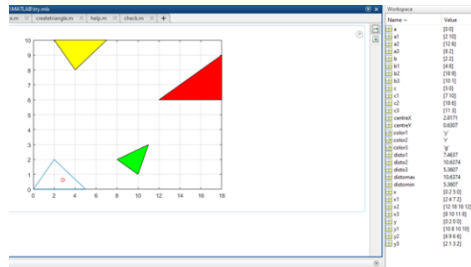 MATLAB\try.mlx
x.m createtriangle.m help.m check.m +
Workspace
Name Value
a [0 0]
a1 [2 10]
a2 [12 6]
a3 [8 2]
b [2 2]
b1 [4 8]
b2 [18 9]
b3 [10 1]
c [5 0]
c1 [7 10]
c2 [18 6]
c3 [11 3]
centreX 2.8171
centreY 0.6307
color1 'y'
color2 'r'
color3 'g'
disto1 7.4637
disto2 10.6374
disto3 5.3807
distomax 10.6374
distomin 5.3807
x [0 2 5 0]
x1 [2 4 7 2]
x2 [12 18 18 12]
x3 [8 10 11 8]
y [0 2 0 0]
y1 [10 8 10 10]
y2 [6 9 6 6]
y3 [2 1 3 2]
10
9
8
7
6
5
4
3
2
1
0
0 2 4 6 8 10 12 14 16 18